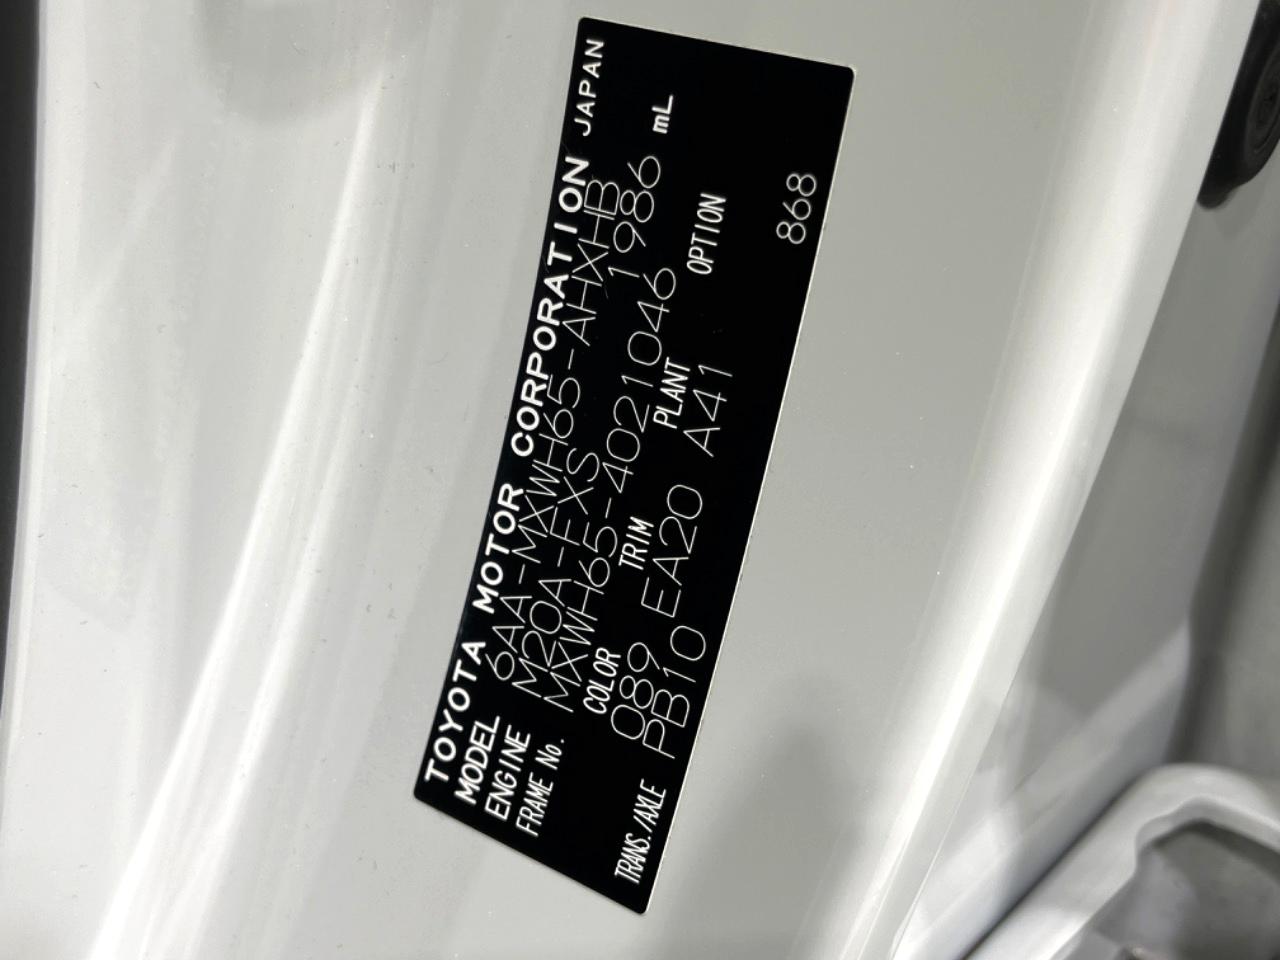 TOYOTA MOTOR CORPORATION JAPAN
MODEL 6AA-MXWH65-AHXHB
ENGINE M20A-FXS 1986 mL
FRAME No. MXWH65-4021046
COLOR TRIM PLANT OPTION
089 EA20 A41
TRANS./AXLE PB10
868